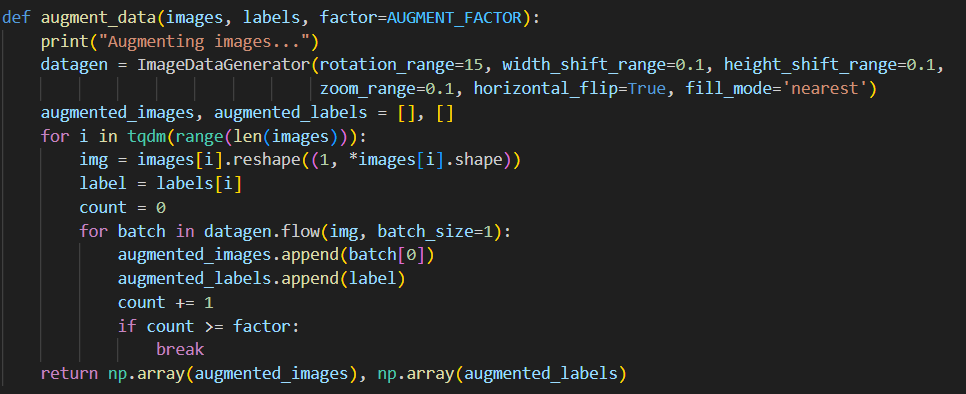 def augment_data(images, labels, factor=AUGMENT_FACTOR):
    print("Augmenting images...")
    datagen = ImageDataGenerator(rotation_range=15, width_shift_range=0.1, height_shift_range=0.1,
                                 zoom_range=0.1, horizontal_flip=True, fill_mode='nearest')
    augmented_images, augmented_labels = [], []
    for i in tqdm(range(len(images))):
        img = images[i].reshape((1, *images[i].shape))
        label = labels[i]
        count = 0
        for batch in datagen.flow(img, batch_size=1):
            augmented_images.append(batch[0])
            augmented_labels.append(label)
            count += 1
            if count >= factor:
                break
    return np.array(augmented_images), np.array(augmented_labels)